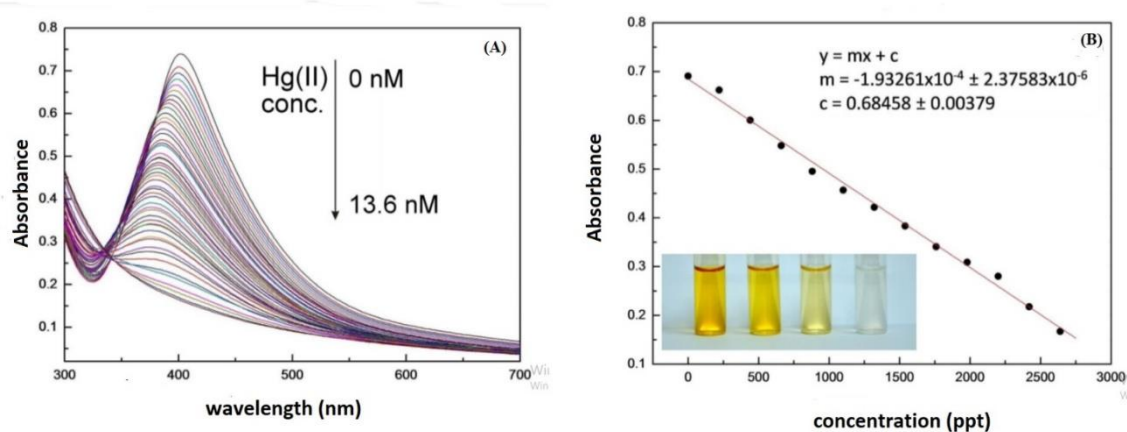 (A)
Hg(II)
conc.
0 nM
13.6 nM
0.8
0.7
0.6
0.5
0.4
0.3
0.2
0.1
Absorbance
300
400
500
600
700
wavelength (nm)
Wi
Win
(B)
y = mx + c
m = -1.93261x10⁻⁴ ± 2.37583x10⁻⁶
c = 0.68458 ± 0.00379
0.8
0.7
0.6
0.5
0.4
0.3
0.2
0.1
Absorbance
0
500
1000
1500
2000
2500
3000
concentration (ppt)
W